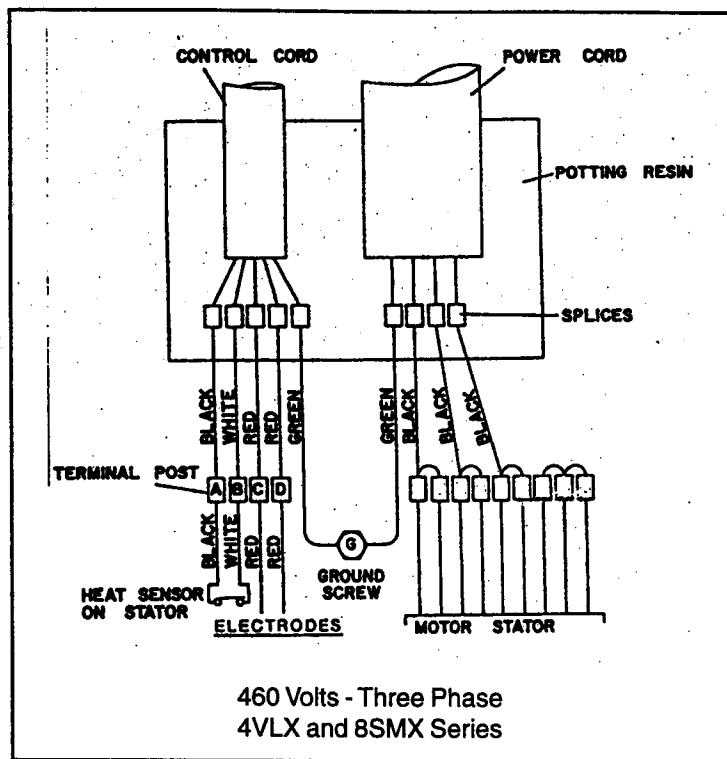 CONTROL CORD
POWER CORD
POTTING RESIN
SPLICES
BLACK
WHITE
RED
RED
GREEN
GREEN
BLACK
BLACK
BLACK
TERMINAL POST
A
B
C
D
BLACK
WHITE
RED
RED
G
GROUND
SCREW
HEAT SENSOR
ON STATOR
ELECTRODES
MOTOR STATOR
460 Volts - Three Phase
4VLX and 8SMX Series